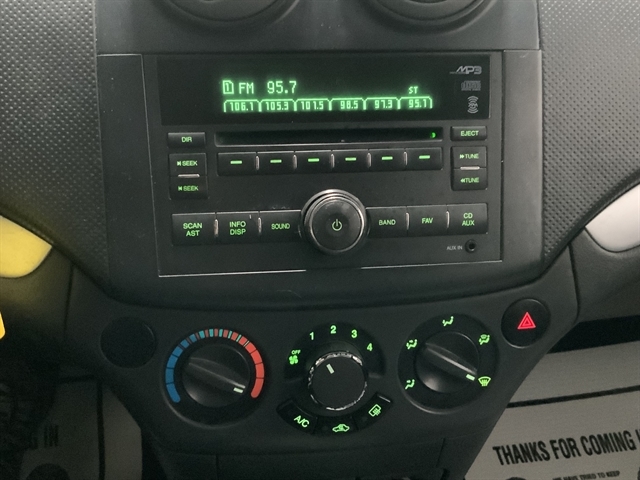 MP3
1 FM 95.7 ST
106.1 105.3 101.5 98.5 97.3 95.7
DIR
EJECT
SEEK
TUNE
SEEK
TUNE
SCAN AST
INFO DISP
SOUND
BAND
FAV
CD AUX
AUX IN
OFF 1 2 3 4
A/C
THANKS FOR COMING I